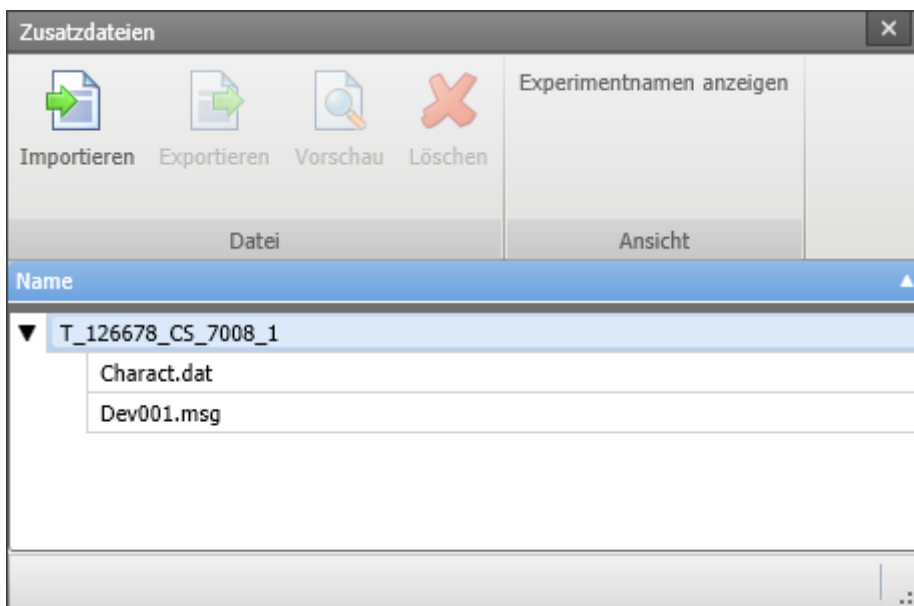 Zusatzdateien
Experimentnamen anzeigen
Importieren Exportieren Vorschau Löschen
Datei Ansicht
Name
T_126678_CS_7008_1
Charact.dat
Dev001.msg